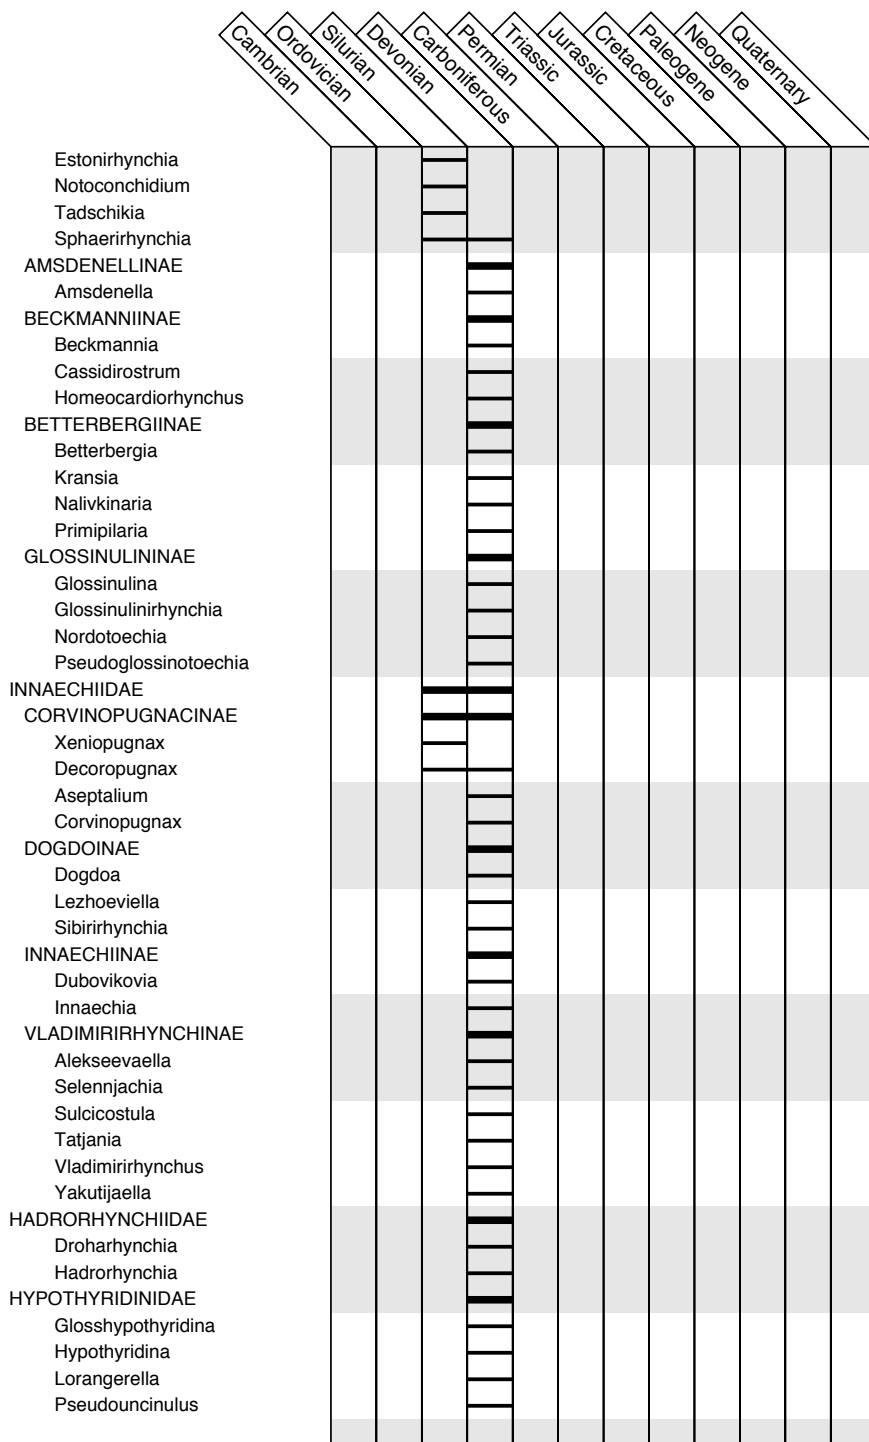 Cambrian
Ordovician
Silurian
Devonian
Carboniferous
Permian
Triassic
Jurassic
Cretaceous
Paleogene
Neogene
Quaternary
Estonirhynchia
Notoconchidium
Tadschikia
Sphaerirhynchia
AMSDENELLINAE
Amsdenella
BECKMANNIINAE
Beckmannia
Cassidirostrum
Homeocardiorhynchus
BETTERBERGIINAE
Betterbergia
Kransia
Nalivkinaria
Primipilaria
GLOSSINULININAE
Glossinulina
Glossinulinirhynchia
Nordotoechia
Pseudoglossinotoechia
INNAECHIIDAE
CORVINOPUGNACINAE
Xeniopugnax
Decoropugnax
Aseptalium
Corvinopugnax
DOGDOINAE
Dogdoa
Lezhoeviella
Sibirirhynchia
INNAECHIINAE
Dubovikovia
Innaechia
VLADIMIRIRHYNCHINAE
Alekseevaella
Selennjachia
Sulcicostula
Tatjania
Vladimirirhynchus
Yakutijaella
HADRORHYNCHIIDAE
Droharhynchia
Hadrorhynchia
HYPOTHYRIDINIDAE
Glosshypothyridina
Hypothyridina
Lorangerella
Pseudouncinulus